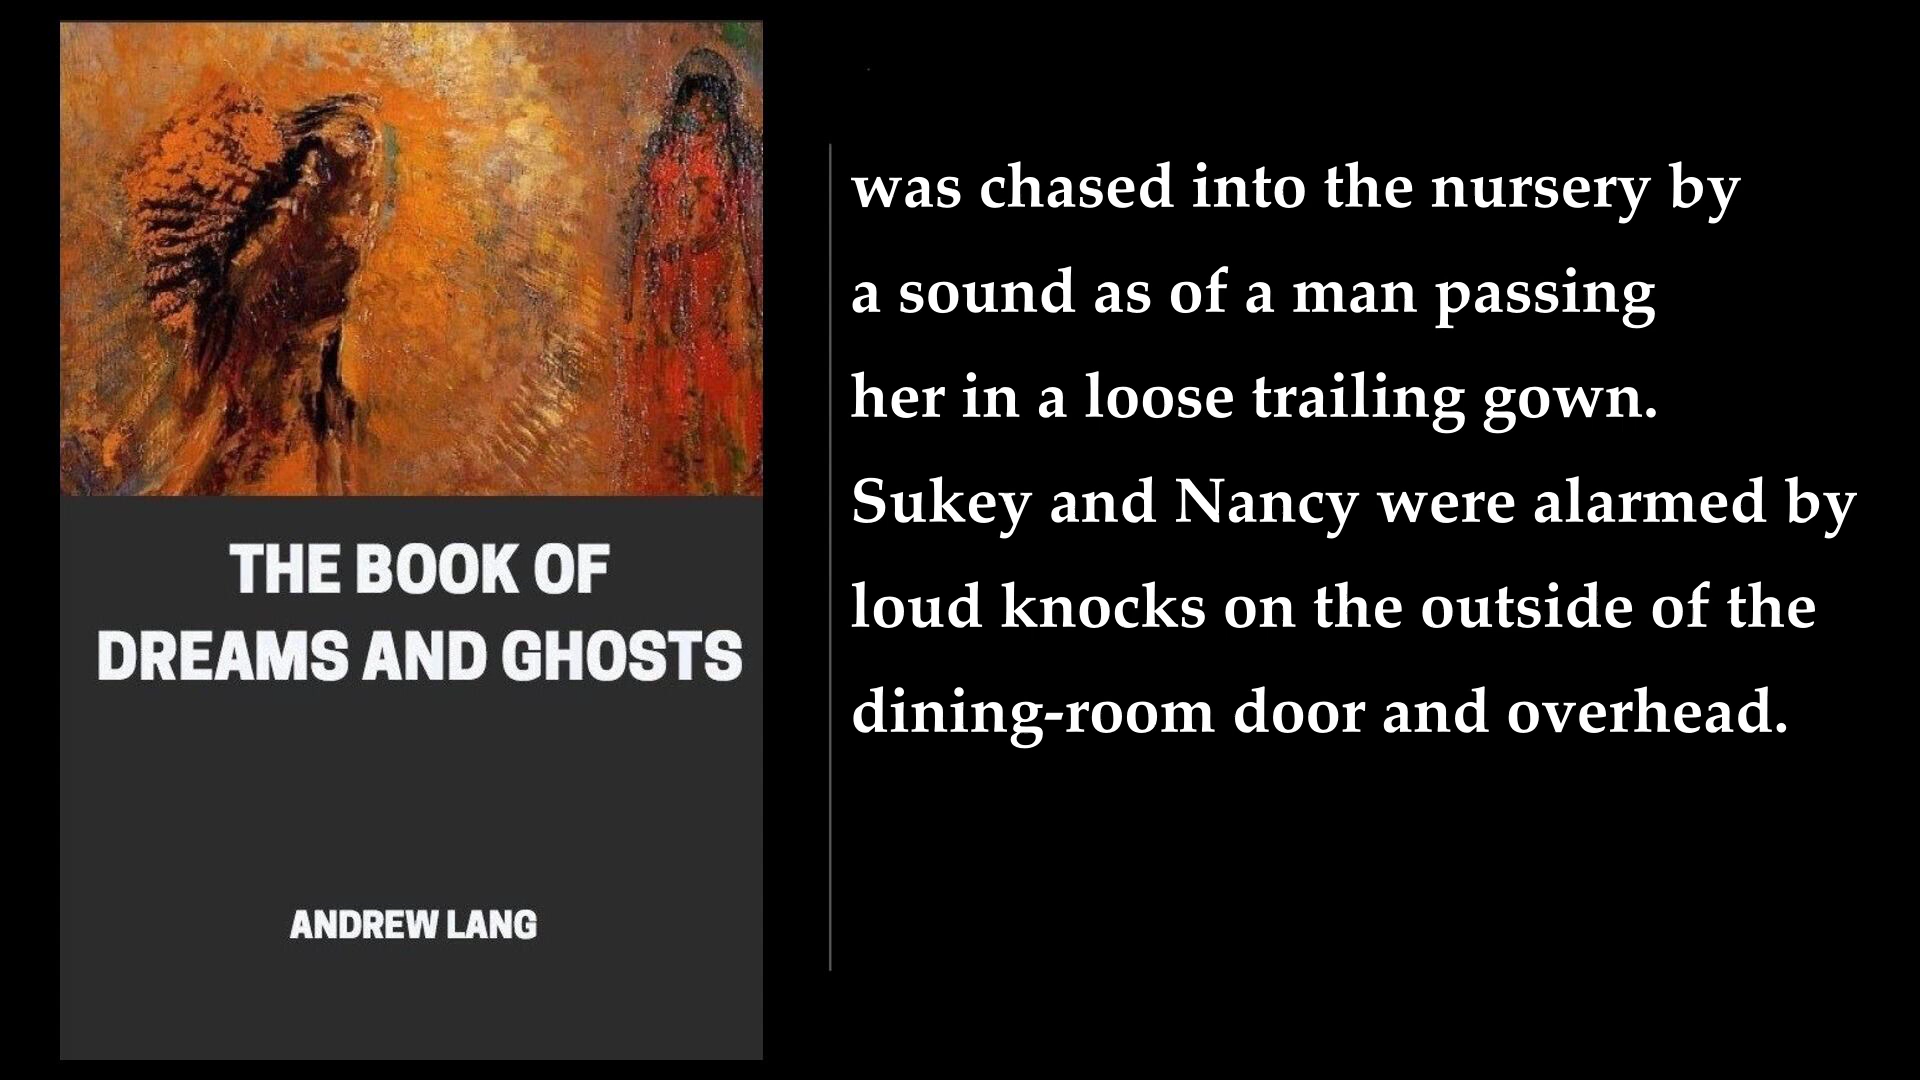 THE BOOK OF
DREAMS AND GHOSTS
ANDREW LANG
was chased into the nursery by
a sound as of a man passing
her in a loose trailing gown.
Sukey and Nancy were alarmed by
loud knocks on the outside of the
dining-room door and overhead.